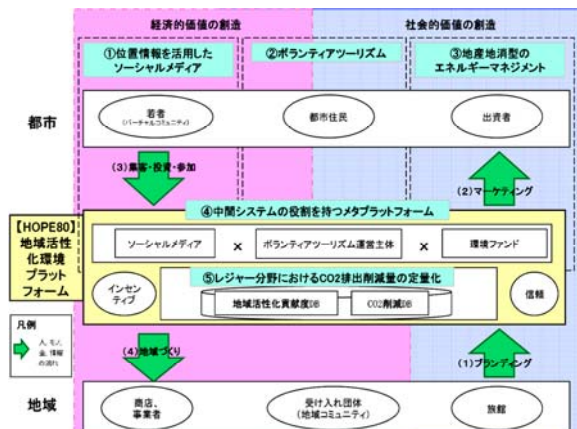 経済的価値の創造
社会的価値の創造
①位置情報を活用した
ソーシャルメディア
②ボランティアツーリズム
③地産地消型の
エネルギーマネジメント
都市
若者
(バーチャルコミュニティ)
都市住民
出資者
(3)集客・投資・参加
(2)マーケティング
【HOPE80】
地域活性
化環境
プラット
フォーム
④中間システムの役割を持つメタプラットフォーム
ソーシャルメディア
×
ボランティアツーリズム運営主体
×
環境ファンド
⑤レジャー分野におけるCO2排出削減量の定量化
インセン
ティブ
地域活性化貢献度DB
CO2削減DB
信頼
凡例
人、モノ、
金、情報
の流れ
(4)地域づくり
(1)ブランディング
地域
商店、
事業者
受け入れ団体
(地域コミュニティ)
旅館